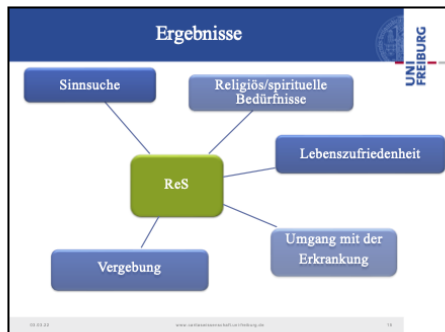 Ergebnisse
UNI
FREIBURG
Sinnsuche
Religiös/spirituelle
Bedürfnisse
Lebenszufriedenheit
ReS
Umgang mit der
Erkrankung
Vergebung